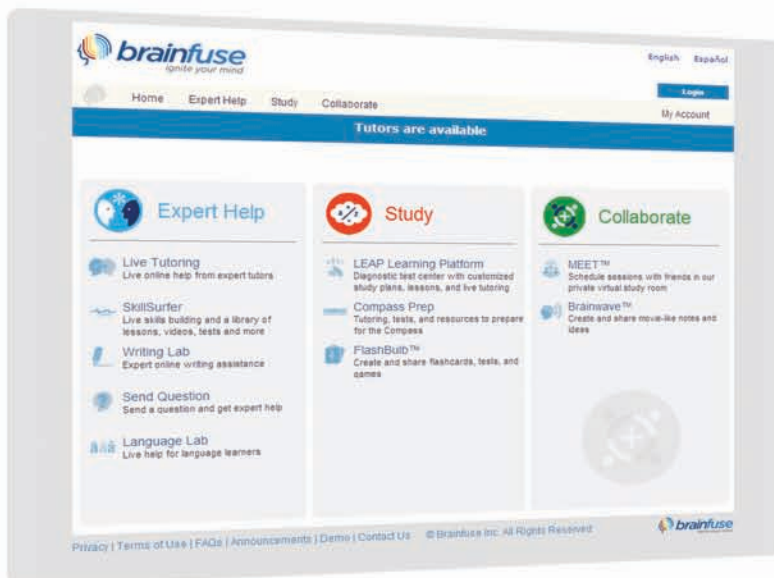 brainfuse
ignite your mind
English Español
Login
Home Expert Help Study Collaborate
My Account
Tutors are available
Expert Help
Live Tutoring
Live online help from expert tutors
SkillSurfer
Live skills building and a library of
lessons, videos, tests and more
Writing Lab
Expert online writing assistance
Send Question
Send a question and get expert help
Language Lab
Live help for language learners
Study
LEAP Learning Platform
Diagnostic test center with customized
study plans, lessons, and live tutoring
Compass Prep
Tutoring, tests, and resources to prepare
for the Compass
FlashBulb™
Create and share flashcards, tests, and
games
Collaborate
MEET™
Schedule sessions with friends in our
private virtual study room
Brainwave™
Create and share movie-like notes and
ideas
Privacy | Terms of Use | FAQs | Announcements | Demo | Contact Us © Brainfuse Inc. All Rights Reserved
brainfuse